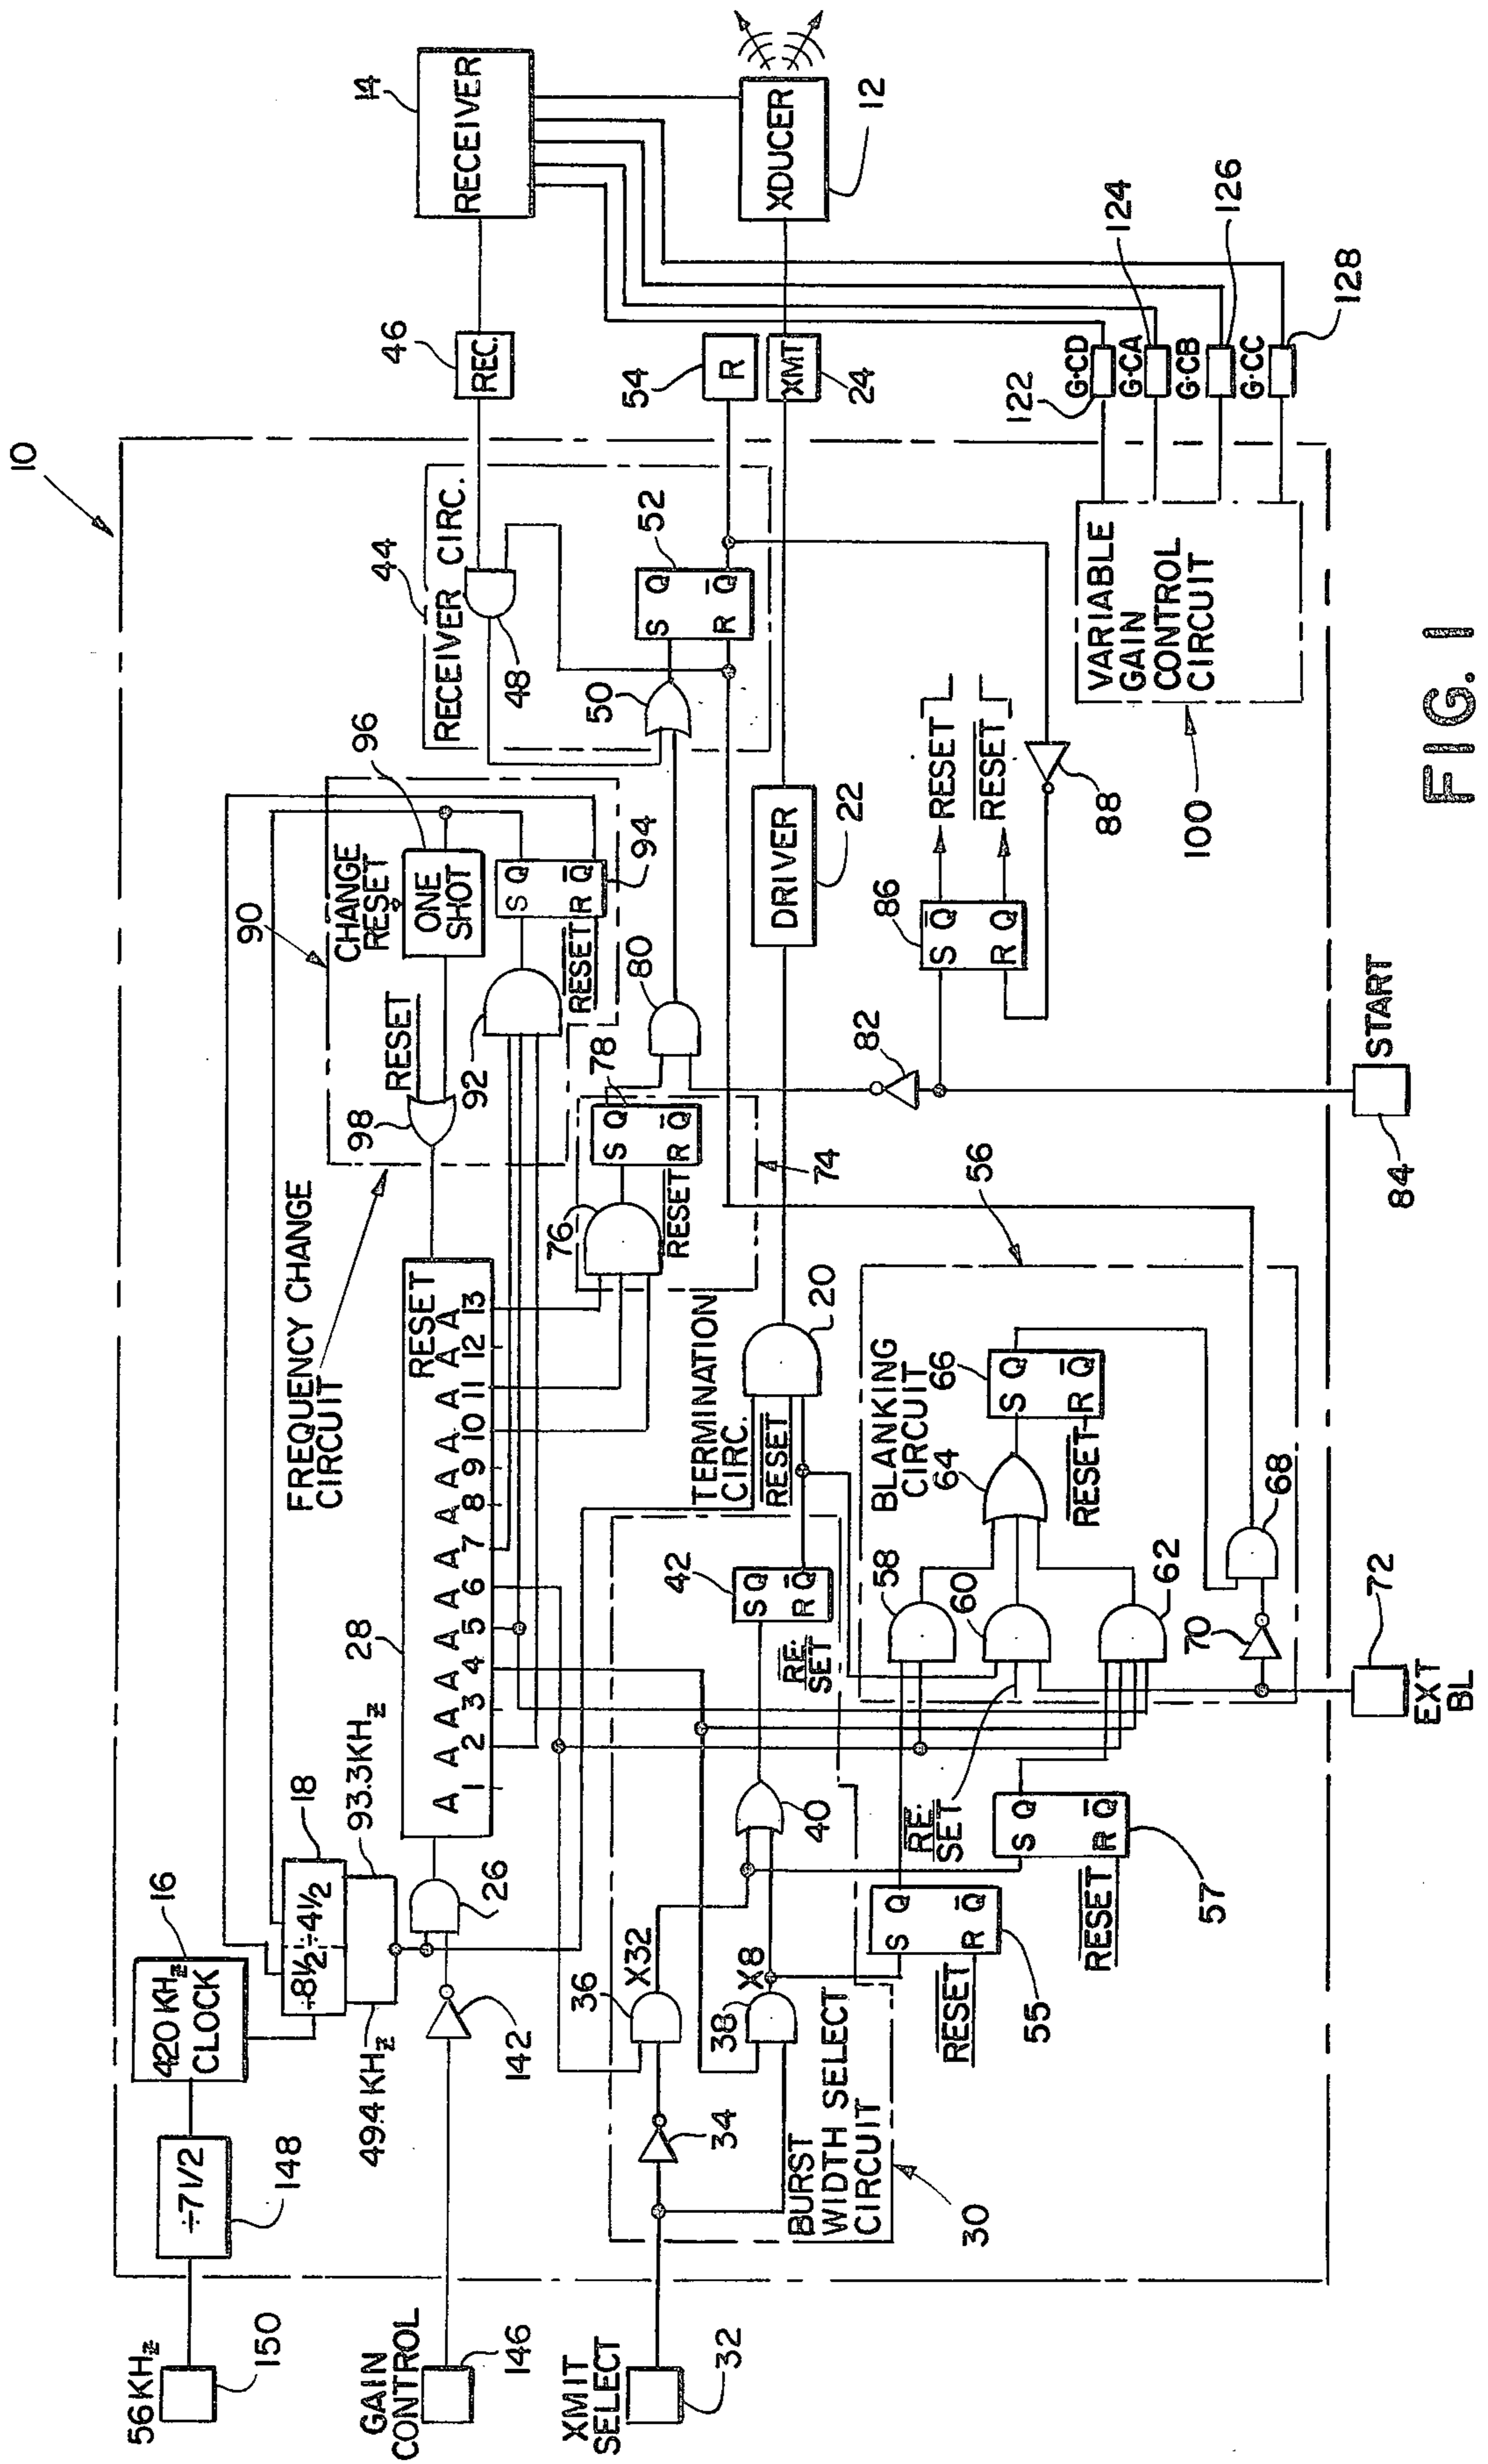 10
56KHz
150
÷7 1/2
148
420 KHz
CLOCK
16
÷8½ ÷4½
18
49.4 KHz
93.3KHz
GAIN
CONTROL
146
142
26
28
A A A A A A A A A A A A A
1 2 3 4 5 6 7 8 9 10 11 12 13
RESET
FREQUENCY CHANGE
CIRCUIT
90
98
RESET
CHANGE
RESET
ONE
SHOT
96
92
S Q
R Q̅
RESET
94
RECEIVER CIRC.
44
48
50
S Q
R Q̅
52
46
REC.
14
RECEIVER
54
R
XMIT
SELECT
32
34
36
X32
38
X8
40
BURST
WIDTH SELECT
CIRCUIT
30
42
S Q
R Q̅
RE-
SET
TERMINATION
CIRC.
76
78
S Q
R Q̅
RESET
74
80
RESET
20
DRIVER
22
XMT
24
XDUCER
12
S Q
R Q̅
RESET
55
S Q
R Q̅
RESET
57
BLANKING
CIRCUIT
56
58
60
62
RE-
SET
64
66
S Q
R Q̅
RESET
68
70
72
EXT
BL
82
84
START
86
S Q̅
R Q
RESET
RESET
88
VARIABLE
GAIN
CONTROL
CIRCUIT
100
122
G·CD
G·CA
124
G·CB
126
G·CC
128
FIG. 1